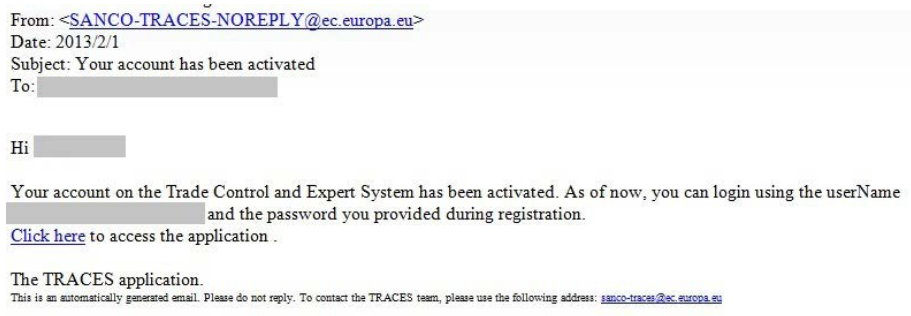 From: <SANCO-TRACES-NOREPLY@ec.europa.eu>
Date: 2013/2/1
Subject: Your account has been activated
To:
Hi
Your account on the Trade Control and Expert System has been activated. As of now, you can login using the userName
and the password you provided during registration.
Click here to access the application .
The TRACES application.
This is an automatically generated email. Please do not reply. To contact the TRACES team, please use the following address: sanco-traces@ec.europa.eu